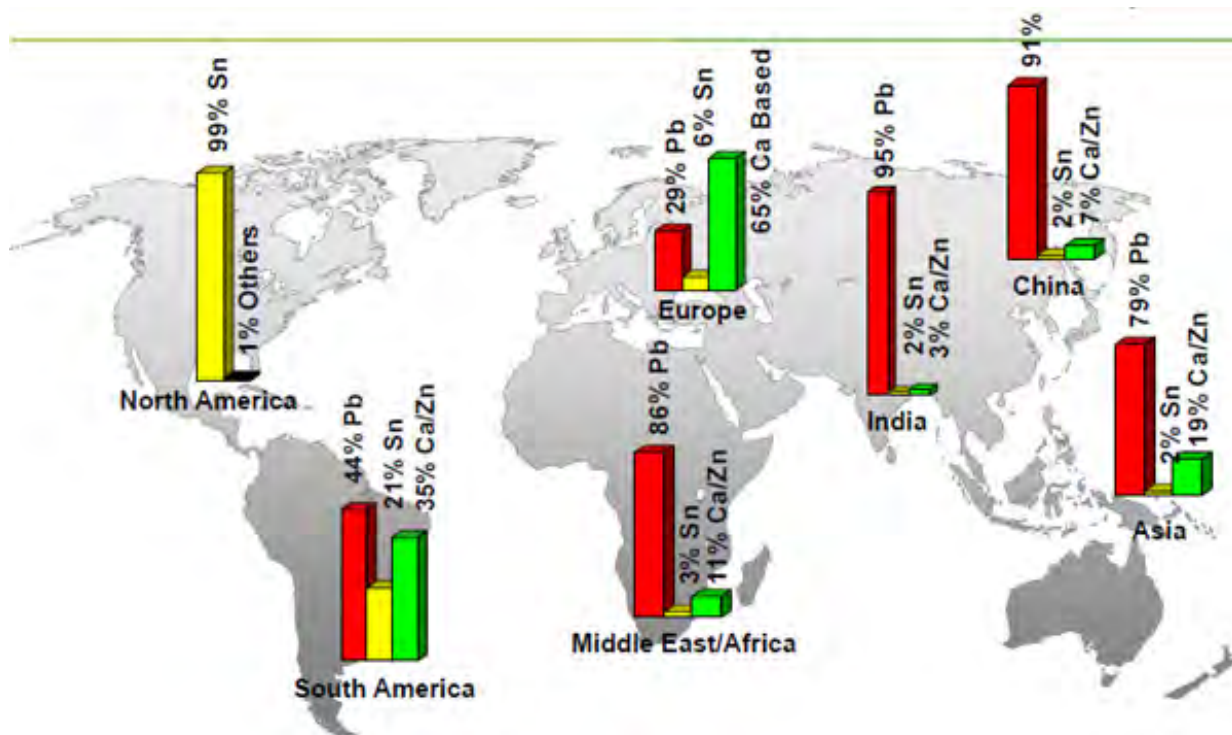 99% Sn
1% Others
North America
44% Pb
21% Sn
35% Ca/Zn
South America
29% Pb
6% Sn
65% Ca Based
Europe
86% Pb
3% Sn
11% Ca/Zn
Middle East/Africa
95% Pb
2% Sn
3% Ca/Zn
India
91%
2% Sn
7% Ca/Zn
China
79% Pb
2% Sn
19% Ca/Zn
Asia